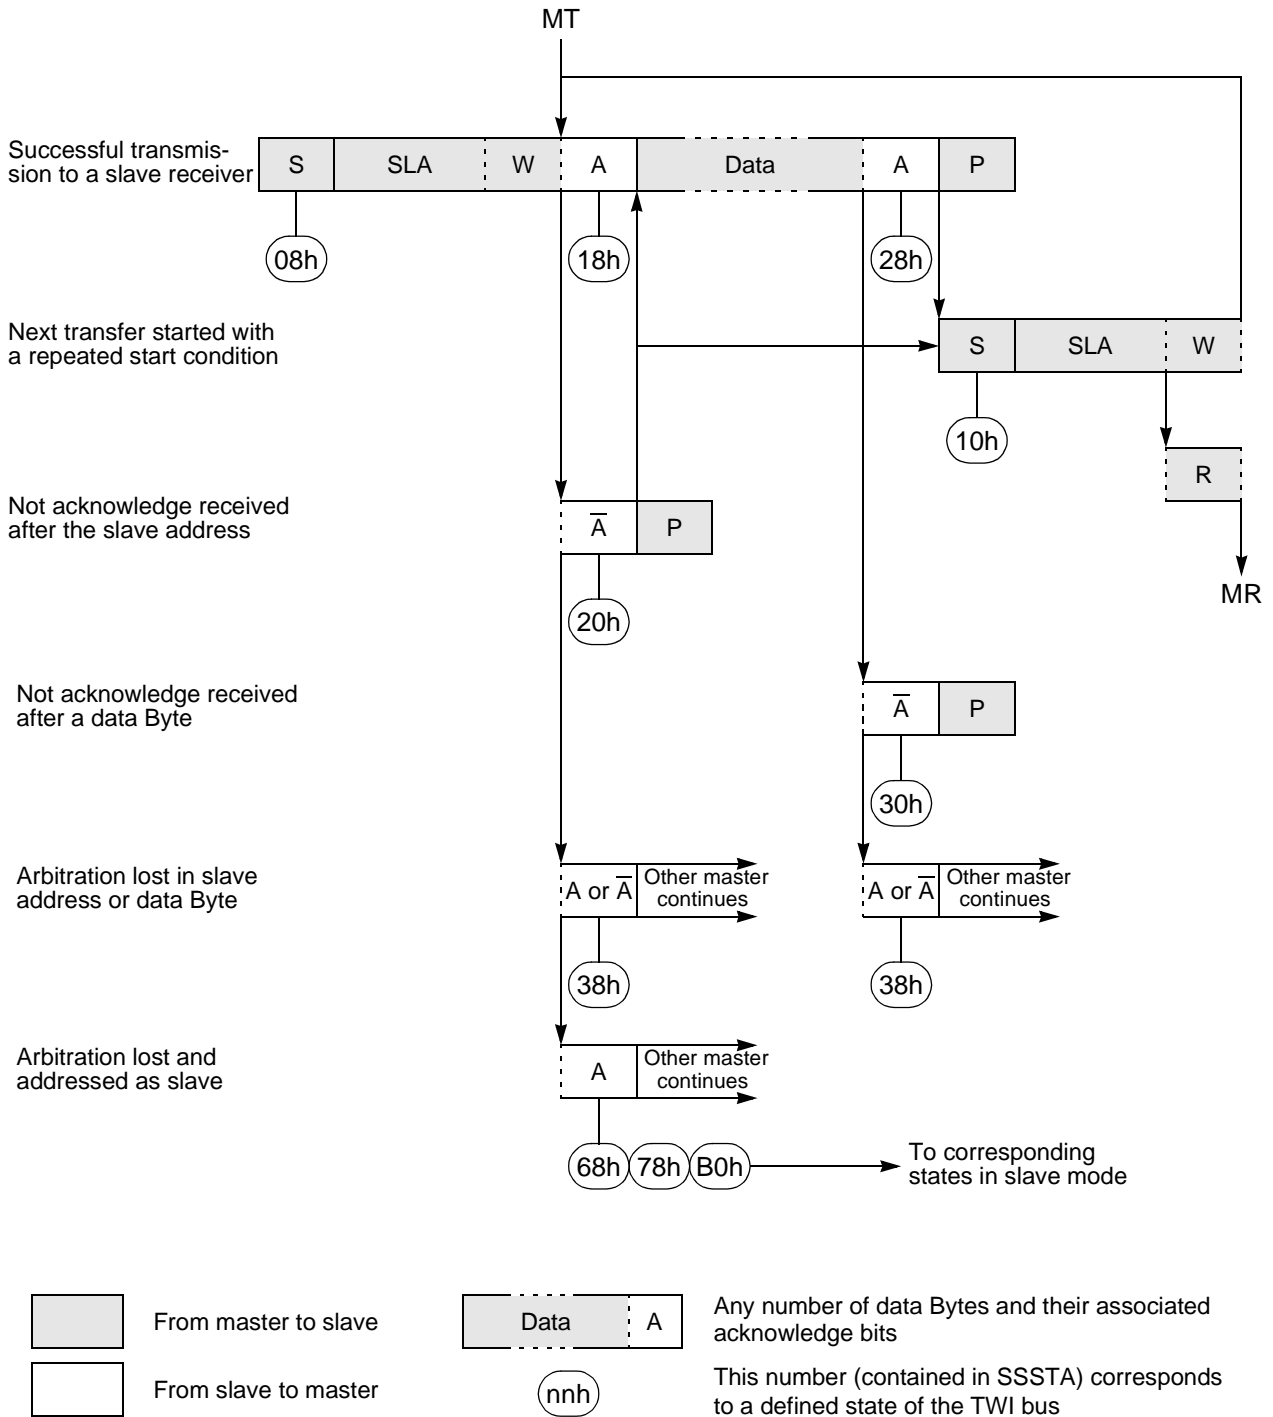 MT
Successful transmis-
sion to a slave receiver
S SLA W A Data A P
08h 18h 28h
Next transfer started with
a repeated start condition
S SLA W
10h
R
MR
Not acknowledge received
after the slave address
A̅ P
20h
Not acknowledge received
after a data Byte
A̅ P
30h
Arbitration lost in slave
address or data Byte
A or A̅ Other master
continues
A or A̅ Other master
continues
38h 38h
Arbitration lost and
addressed as slave
A Other master
continues
68h 78h B0h
To corresponding
states in slave mode
From master to slave
Data A
Any number of data Bytes and their associated
acknowledge bits
From slave to master
nnh
This number (contained in SSSTA) corresponds
to a defined state of the TWI bus